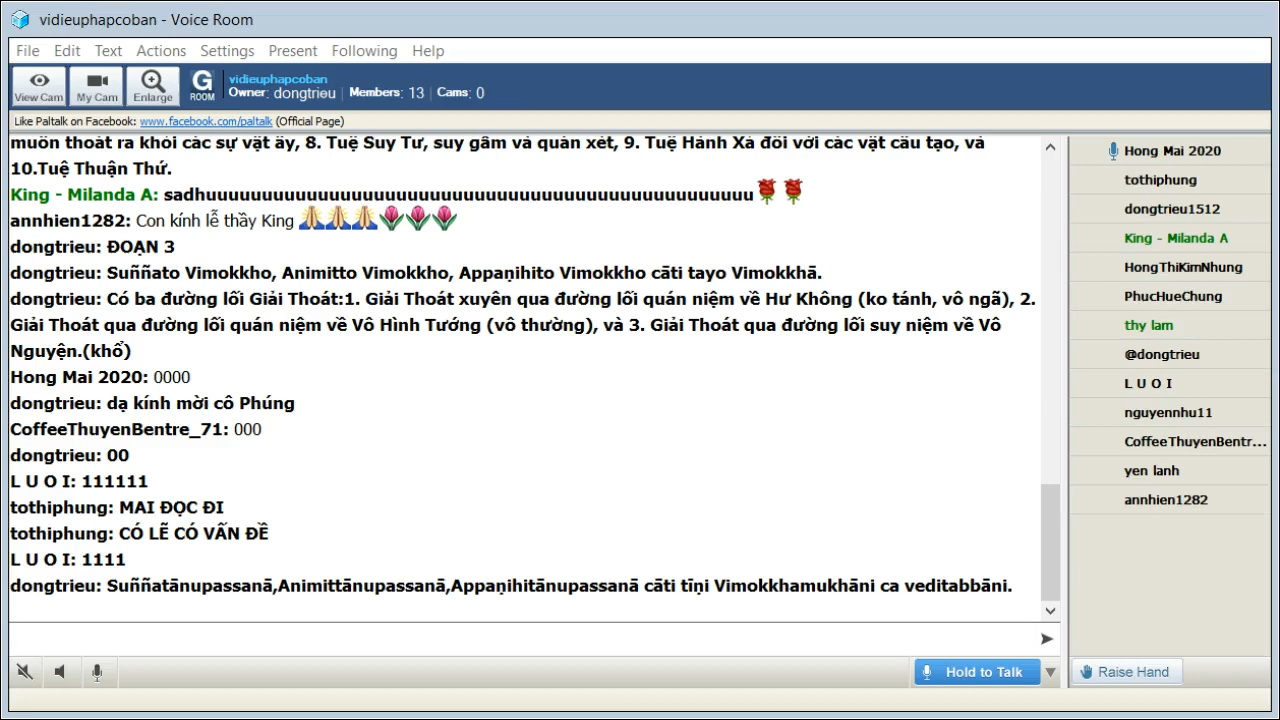 vidieuphapcoban - Voice Room
File Edit Text Actions Settings Present Following Help
View Cam My Cam Enlarge G ROOM
vidieuphapcoban
Owner: dongtrieu | Members: 13 | Cams: 0
Like Paltalk on Facebook: www.facebook.com/paltalk (Official Page)
muốn thoát ra khỏi các sự vật ấy, 8. Tuệ Suy Tư, suy gẫm và quán xét, 9. Tuệ Hành Xả đối với các vật cấu tạo, và
10.Tuệ Thuận Thứ.
King - Milanda A: sadhuuuuuuuuuuuuuuuuuuuuuuuuuuuuuuuuuuuuuuuuuuuuuuuuu
annhien1282: Con kính lễ thầy King
dongtrieu: ĐOẠN 3
dongtrieu: Suññato Vimokkho, Animitto Vimokkho, Appaṇihito Vimokkho cāti tayo Vimokkhā.
dongtrieu: Có ba đường lối Giải Thoát:1. Giải Thoát xuyên qua đường lối quán niệm về Hư Không (ko tánh, vô ngã), 2.
Giải Thoát qua đường lối quán niệm về Vô Hình Tướng (vô thường), và 3. Giải Thoát qua đường lối suy niệm về Vô
Nguyện.(khổ)
Hong Mai 2020: 0000
dongtrieu: dạ kính mời cô Phúng
CoffeeThuyenBentre_71: 000
dongtrieu: 00
L U O I: 111111
tothiphung: MAI ĐỌC ĐI
tothiphung: CÓ LẼ CÓ VẤN ĐỀ
L U O I: 1111
dongtrieu: Suññatānupassanā,Animittānupassanā,Appaṇihitānupassanā cāti tīṇi Vimokkhamukhāni ca veditabbāni.
Hong Mai 2020
tothiphung
dongtrieu1512
King - Milanda A
HongThiKimNhung
PhucHueChung
thy lam
@dongtrieu
L U O I
nguyennhu11
CoffeeThuyenBentr...
yen lanh
annhien1282
Hold to Talk
Raise Hand